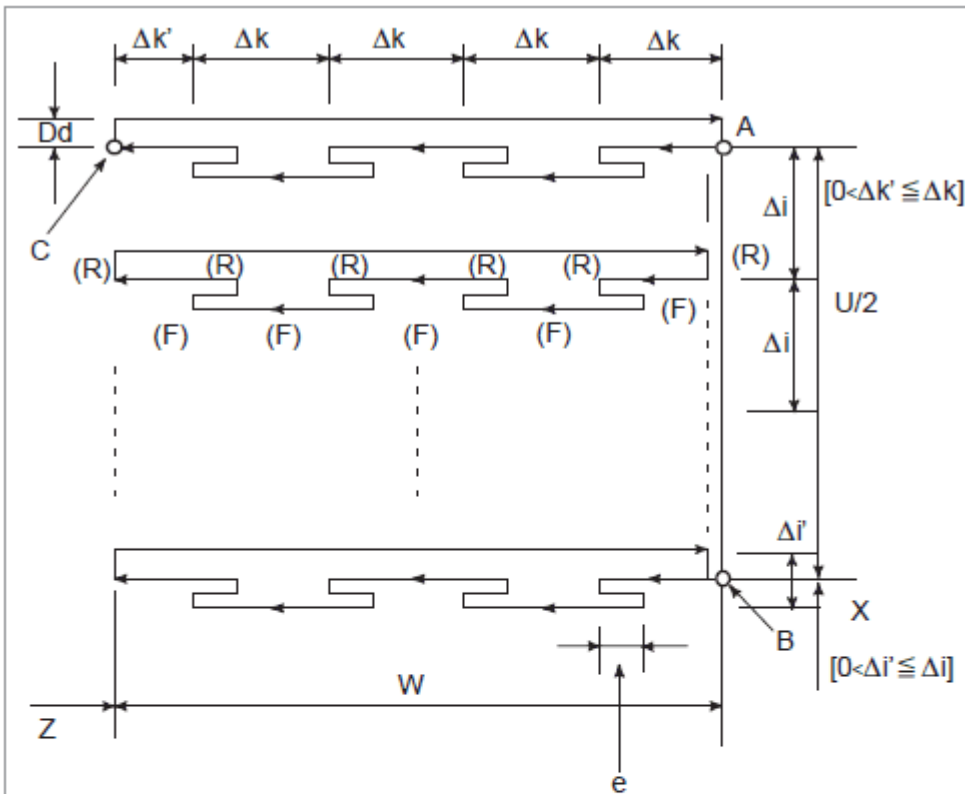 Δk' Δk Δk Δk Δk
Dd
A
[0<Δk' ≦ Δk]
Δi
C
(R) (R) (R) (R) (R) (R)
U/2
(F) (F) (F) (F) (F)
Δi
Δi'
X
B
[0<Δi' ≦ Δi]
W
Z
e